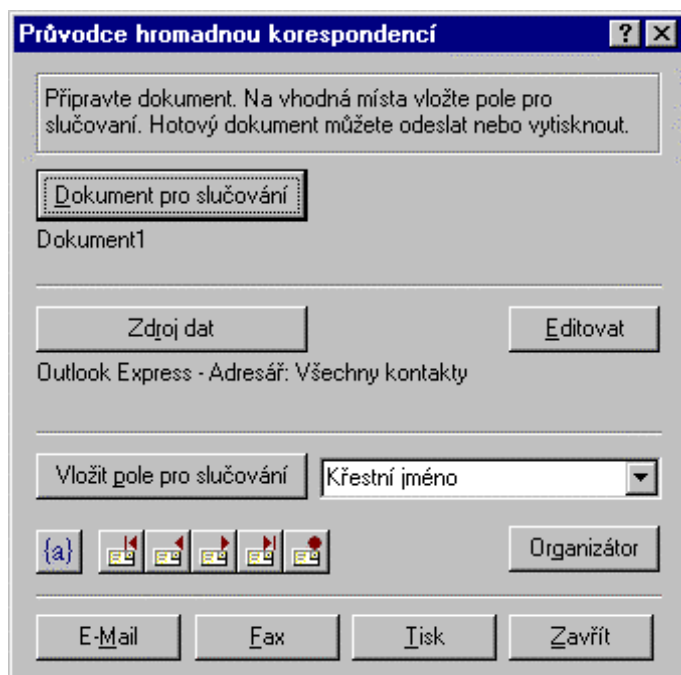 Průvodce hromadnou korespondencí
Připravte dokument. Na vhodná místa vložte pole pro
slučovaní. Hotový dokument můžete odeslat nebo vytisknout.
Dokument pro slučování
Dokument1
Zdroj dat
Editovat
Outlook Express - Adresář: Všechny kontakty
Vložit pole pro slučování
Křestní jméno
{a}
Organizátor
E-Mail
Fax
Tisk
Zavřít